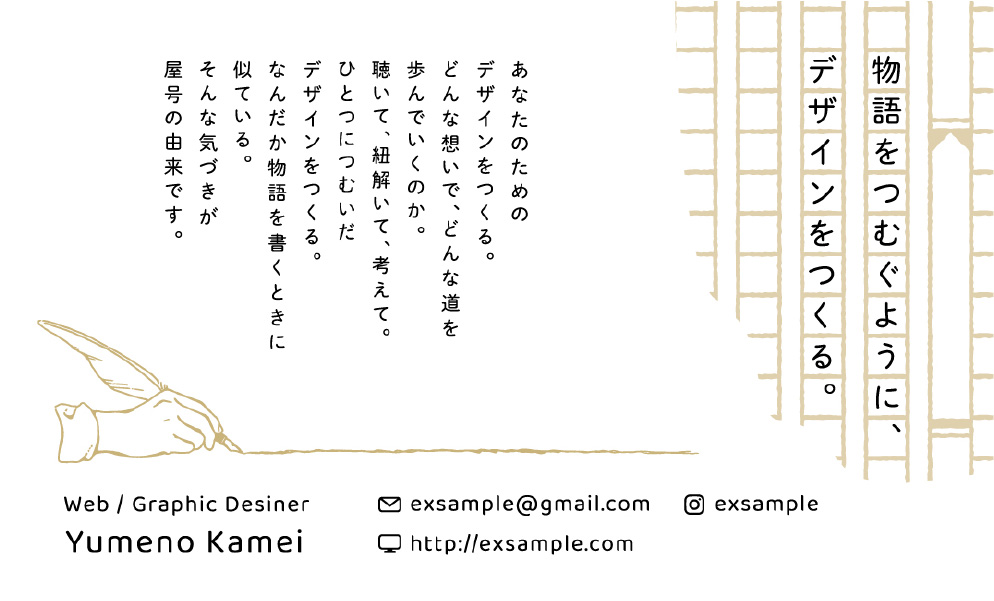 物語をつむぐように、
デザインをつくる。
あなたのための
デザインをつくる。
どんな想いで、どんな道を
歩んでいくのか。
聴いて、紐解いて、考えて。
ひとつにつむいだ
デザインをつくる。
なんだか物語を書くときに
似ている。
そんな気づきが
屋号の由来です。
Web / Graphic Desiner
Yumeno Kamei
exsample@gmail.com
exsample
http://exsample.com